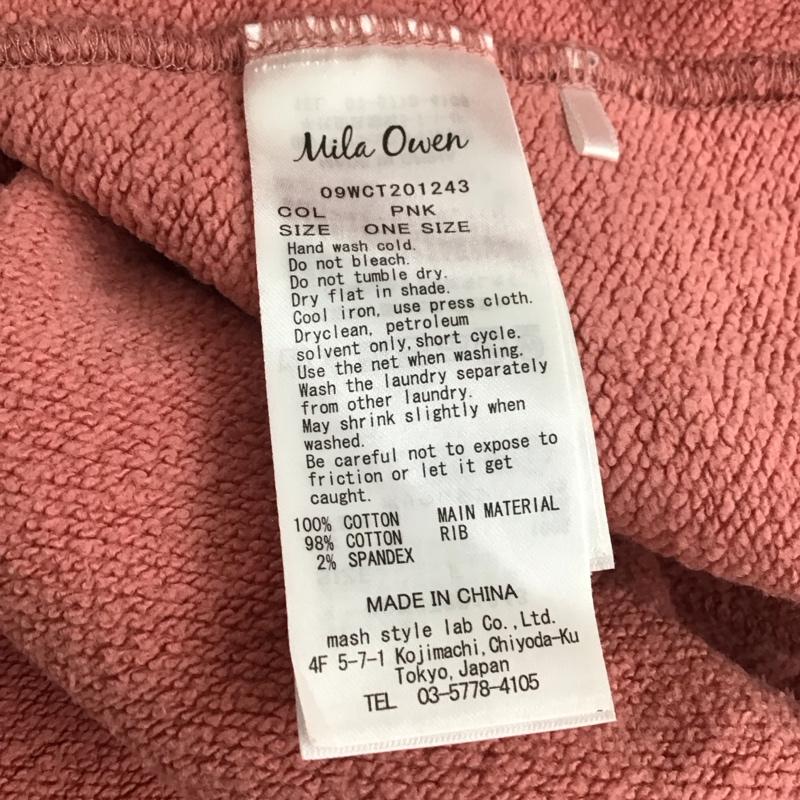 Mila Owen
09WCT201243
COL PNK
SIZE ONE SIZE
Hand wash cold.
Do not bleach.
Do not tumble dry.
Dry flat in shade.
Cool iron, use press cloth.
Dryclean, petroleum
solvent only,short cycle.
Use the net when washing.
Wash the laundry separately
from other laundry.
May shrink slightly when
washed.
Be careful not to expose to
friction or let it get
caught.
100% COTTON MAIN MATERIAL
98% COTTON RIB
2% SPANDEX
MADE IN CHINA
mash style lab Co.,Ltd.
4F 5-7-1 Kojimachi,Chiyoda-Ku
Tokyo,Japan
TEL 03-5778-4105